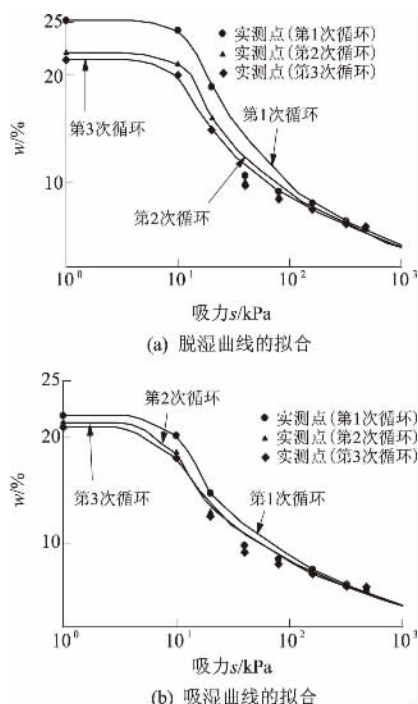 25
20
10
w/%
实测点(第1次循环)
实测点(第2次循环)
实测点(第3次循环)
第3次循环
第1次循环
第2次循环
10⁰ 10¹ 10² 10³
吸力s/kPa
(a) 脱湿曲线的拟合
25
20
10
w/%
第2次循环
实测点(第1次循环)
实测点(第2次循环)
实测点(第3次循环)
第3次循环
第1次循环
10⁰ 10¹ 10² 10³
吸力s/kPa
(b) 吸湿曲线的拟合